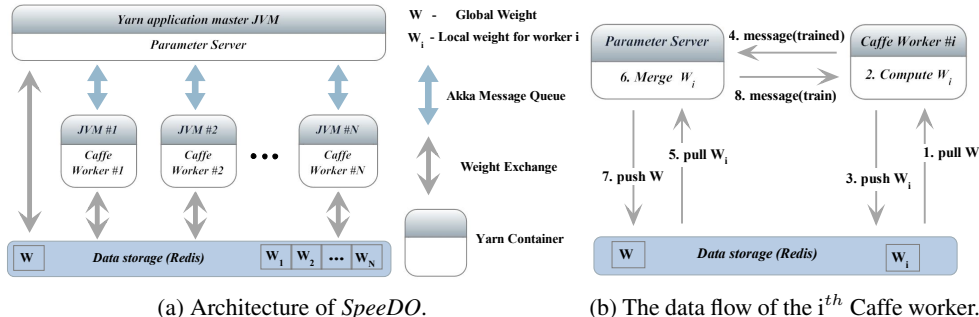 Yarn application master JVM
Parameter Server
W - Global Weight
W_i - Local weight for worker i
Akka Message Queue
JVM #1
Caffe
Worker #1
JVM #2
Caffe
Worker #2
•••
JVM #N
Caffe
Worker #N
Weight Exchange
Yarn Container
W
Data storage (Redis)
W_1 W_2 ••• W_N
(a) Architecture of SpeeDO.
Parameter Server
6. Merge W_i
4. message(trained)
8. message(train)
Caffe Worker #i
2. Compute W_i
7. push W
5. pull W_i
3. push W_i
1. pull W
W
Data storage (Redis)
W_i
(b) The data flow of the i^th Caffe worker.